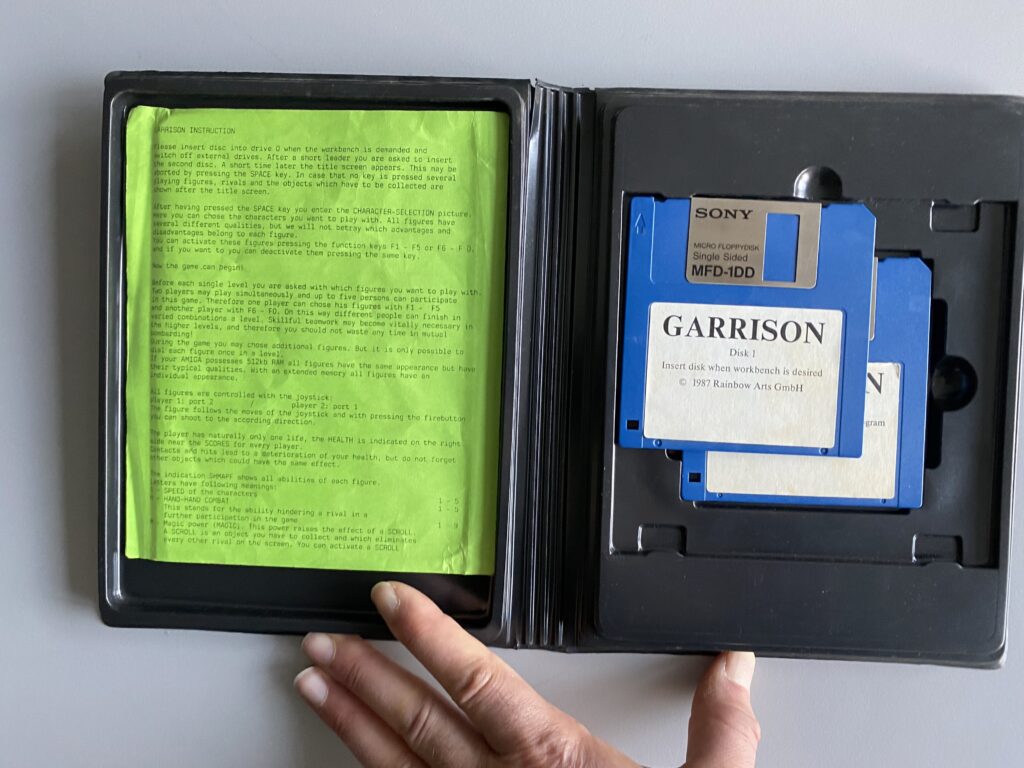 GARRISON INSTRUCTION
Please insert disc into drive 0 when the workbench is demanded and
switch off external drives. After a short leader you are asked to insert
the second disc. A short time later the title screen appears. This may be
aborted by pressing the SPACE key. In case that no key is pressed several
playing figures, rivals and the objects which have to be collected are
shown after the title screen.
After having pressed the SPACE key you enter the CHARACTER-SELECTION picture.
Here you can chose the characters you want to play with. All figures have
several different qualities, but we will not betray which advantages and
disadvantages belong to each figure.
You can activate these figures pressing the function keys F1 - F5 or F6 - F 0.
and if you want to you can deactivate them pressing the same key.
Now the game can begin!
Before each single level you are asked with which figures you want to play with.
Two players may play simultaneously and up to five persons can participate
in this game. Therefore one player can chose his figures with F1 - F5
and another player with F6 - F0. On this way different people can finish in
varied combinations a level. Skillful teamwork may become vitally necessary in
the higher levels, and therefore you should not waste any time in mutual
bombarding!
During the game you may chose additional figures. But it is only possible to
dial each figure once in a level.
If your AMIGA possesses 512kb RAM all figures have the same appearance but have
their typical qualities. With an extended memory all figures have an
individual appearance.
All figures are controlled with the joystick:
player 1: port 2 / player 2: port 1
The figure follows the moves of the joystick and with pressing the firebutton
you can shoot to the according direction.
The player has naturally only one life, the HEALTH is indicated on the right
side near the SCORES for every player.
Contacts and hits lead to a deterioration of your health, but do not forget
other objects which could have the same effect.
The indication SHMAPF shows all abilities of each figure.
Letters have following meanings:
- SPEED of the characters 1 - 5
- HAND-HAND COMBAT 1 - 5
This stands for the ability hindering a rival in a
further participation in the game
- Magic power (MAGIC). This power raises the effect of a SCROLL. 1 - 9
A SCROLL is an object you have to collect and which eliminates
every other rival on the screen. You can activate a SCROLL
SONY
MICRO FLOPPYDISK
Single Sided
MFD-1DD
GARRISON
Disk 1
Insert disk when workbench is desired
© 1987 Rainbow Arts GmbH
N
gram